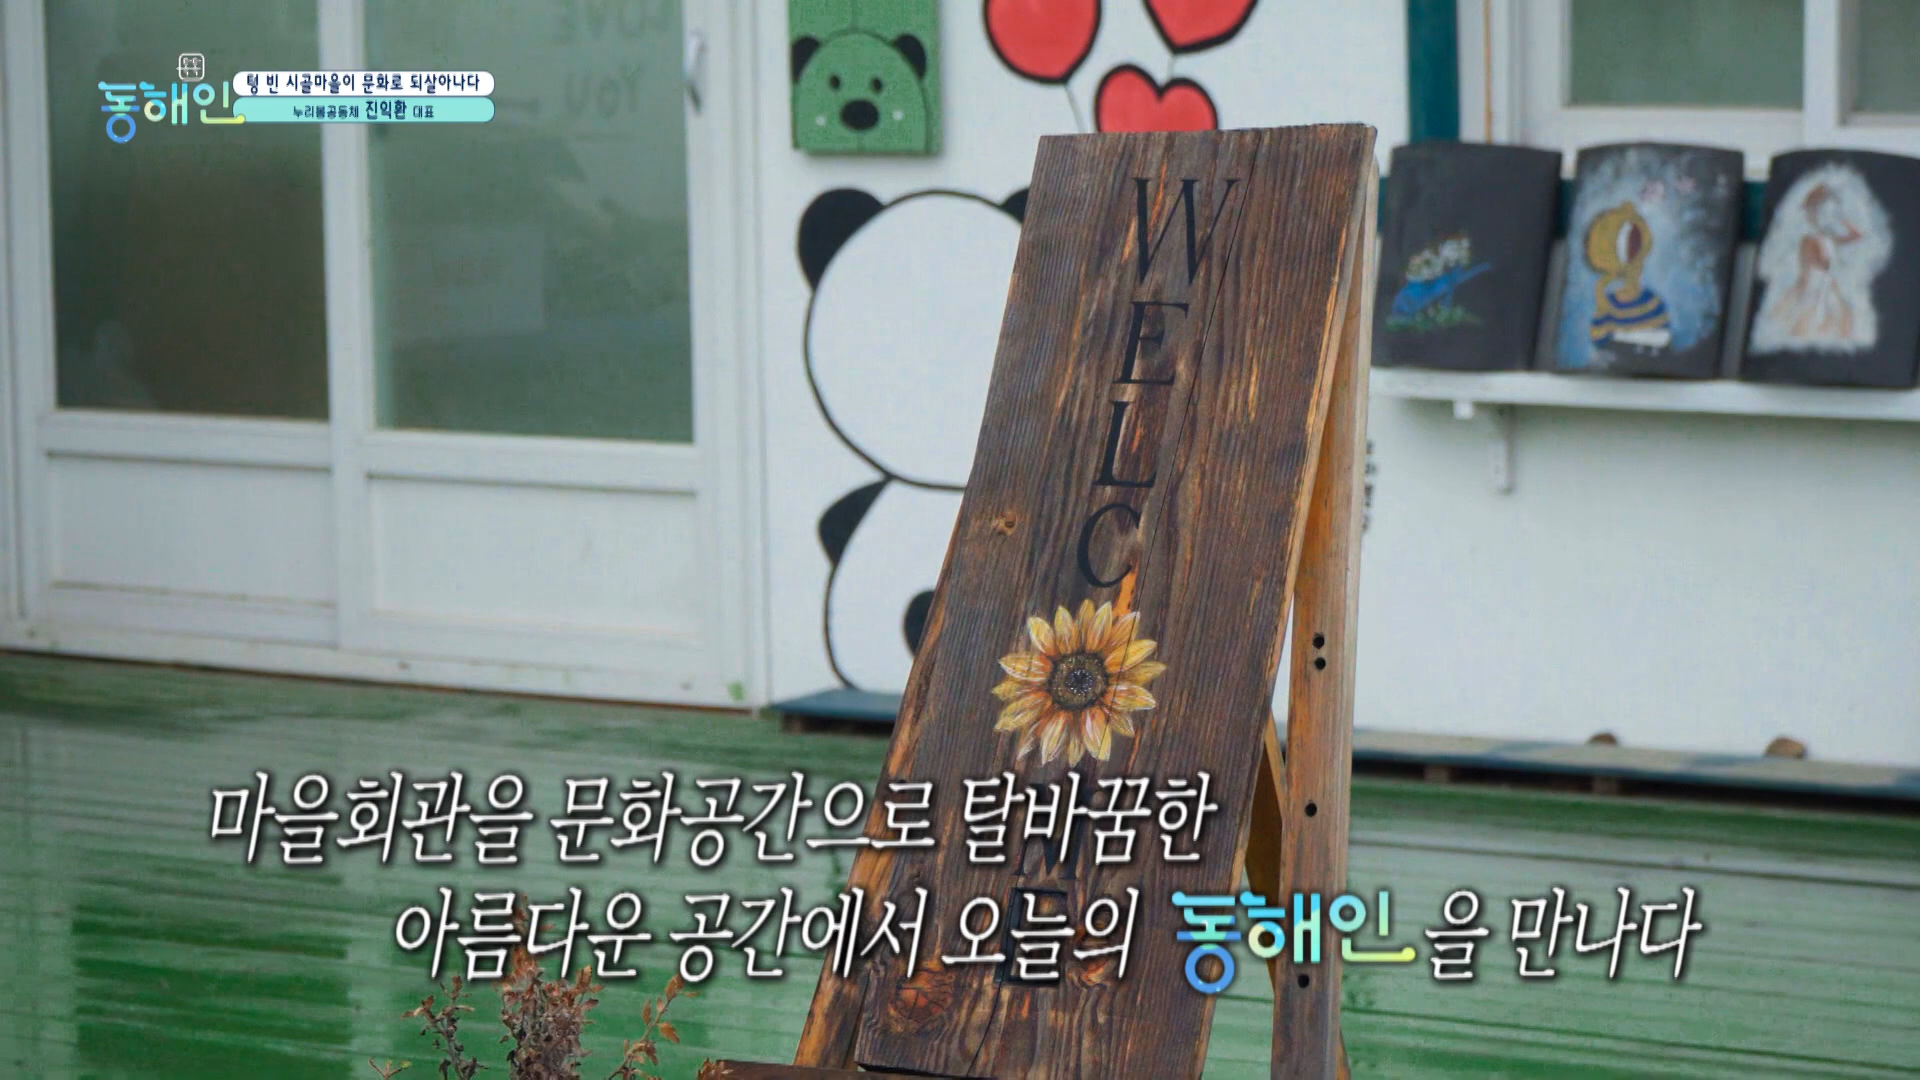 동해인
텅 빈 시골마을이 문화로 되살아나다
누리봄공동체 진익환 대표
LOVE
YOU
W
E
L
C
M
E
마을회관을 문화공간으로 탈바꿈한
아름다운 공간에서 오늘의 동해인을 만나다